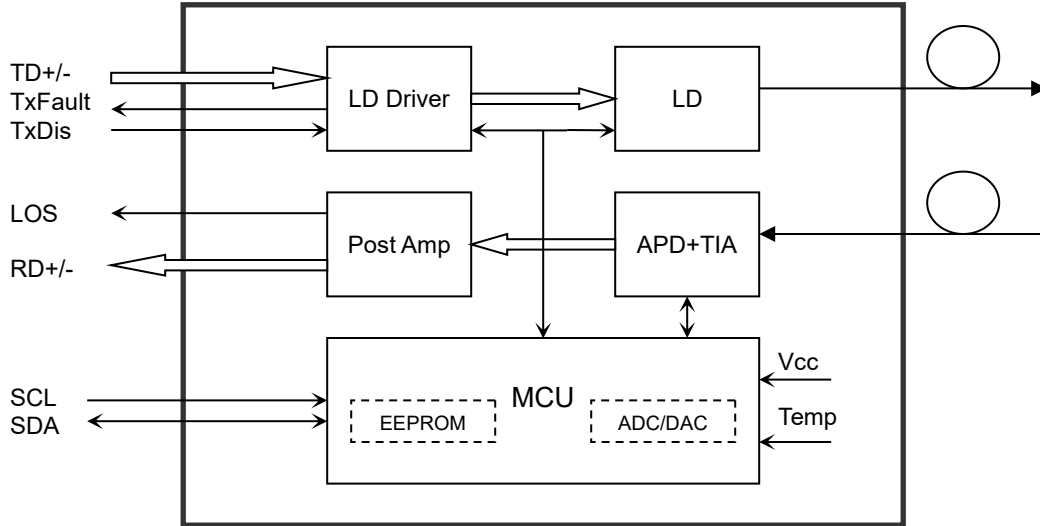 TD+/-
TxFault
TxDis
LD Driver
LD
LOS
RD+/-
Post Amp
APD+TIA
SCL
SDA
MCU
EEPROM
ADC/DAC
Vcc
Temp